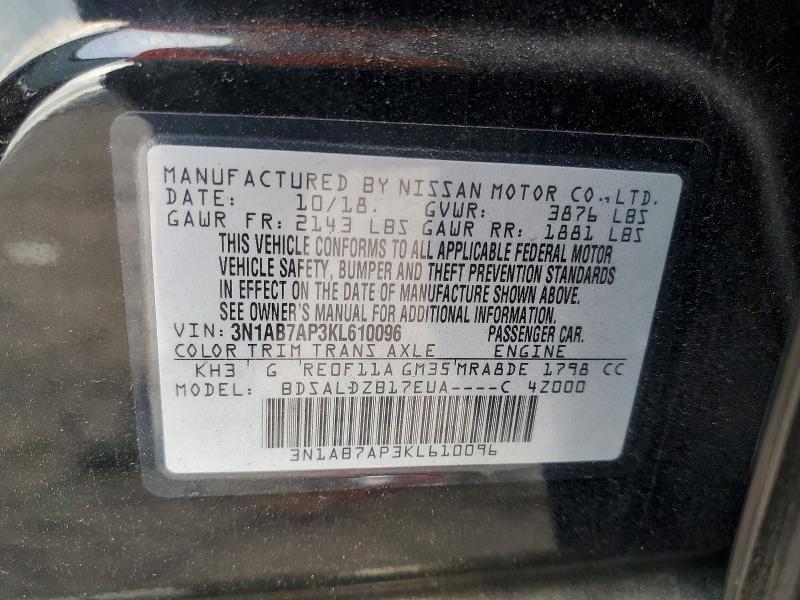 MANUFACTURED BY NISSAN MOTOR CO., LTD.
DATE: 10/18. GVWR: 3876 LBS
GAWR FR: 2143 LBS GAWR RR: 1881 LBS
THIS VEHICLE CONFORMS TO ALL APPLICABLE FEDERAL MOTOR
VEHICLE SAFETY, BUMPER AND THEFT PREVENTION STANDARDS
IN EFFECT ON THE DATE OF MANUFACTURE SHOWN ABOVE.
SEE OWNER'S MANUAL FOR ADDITIONAL INFORMATION.
VIN: 3N1AB7AP3KL610096 PASSENGER CAR.
COLOR TRIM TRANS AXLE ENGINE
KH3 G RE0F11A GM35 MRA8DE 1798 CC
MODEL: BDSALDZB17EUA----C 4Z000
3N1AB7AP3KL610096